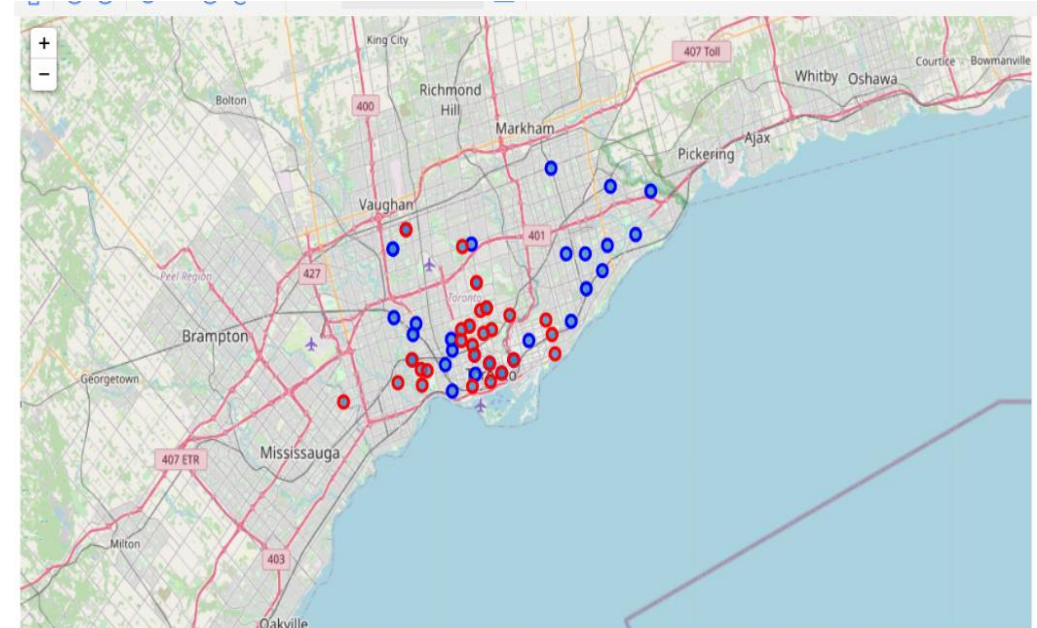 +
−
King City
407 Toll
Courtice
Bowmanville
Whitby
Oshawa
Richmond
Hill
Bolton
400
Markham
Ajax
Pickering
Vaughan
401
427
Peel Region
Toronto
Brampton
Georgetown
407 ETR
Mississauga
Milton
403
Oakville